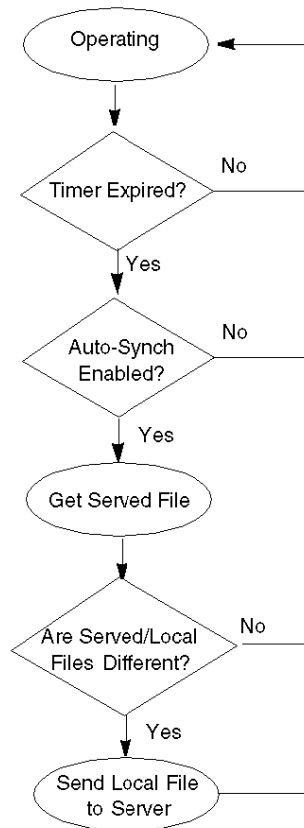 Operating
Timer Expired?
No
Yes
Auto-Synch
Enabled?
No
Yes
Get Served File
Are Served/Local
Files Different?
No
Yes
Send Local File
to Server